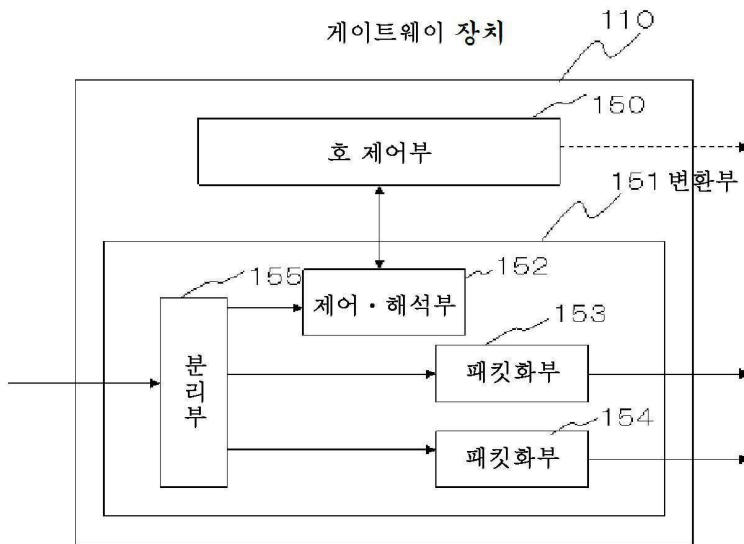 게이트웨이 장치
110
150
호 제어부
151 변환부
155
152
제어・해석부
153
분리부
패킷화부
154
패킷화부